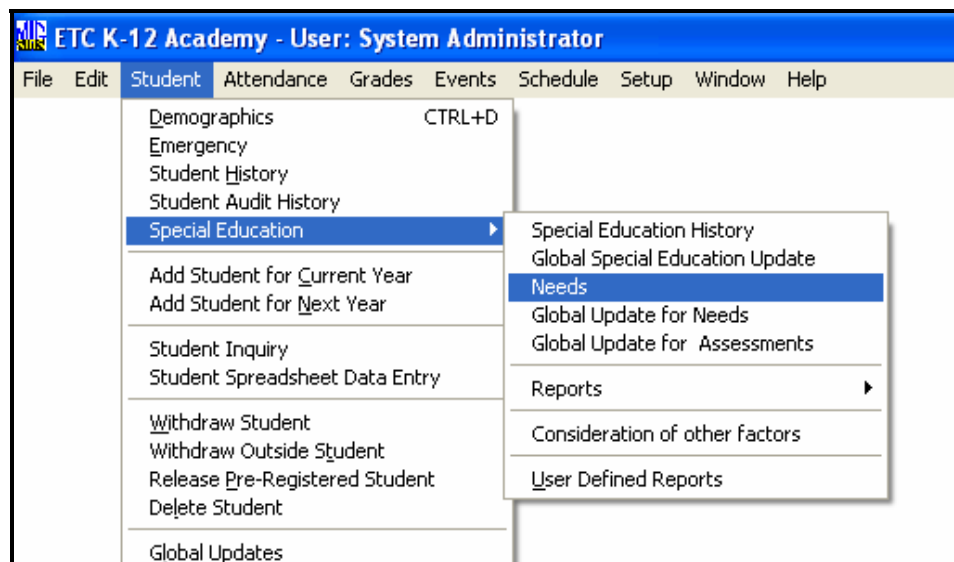 ETC K-12 Academy - User: System Administrator
File Edit Student Attendance Grades Events Schedule Setup Window Help
Demographics CTRL+D
Emergency
Student History
Student Audit History
Special Education
Add Student for Current Year
Add Student for Next Year
Student Inquiry
Student Spreadsheet Data Entry
Withdraw Student
Withdraw Outside Student
Release Pre-Registered Student
Delete Student
Global Updates
Special Education History
Global Special Education Update
Needs
Global Update for Needs
Global Update for Assessments
Reports
Consideration of other factors
User Defined Reports